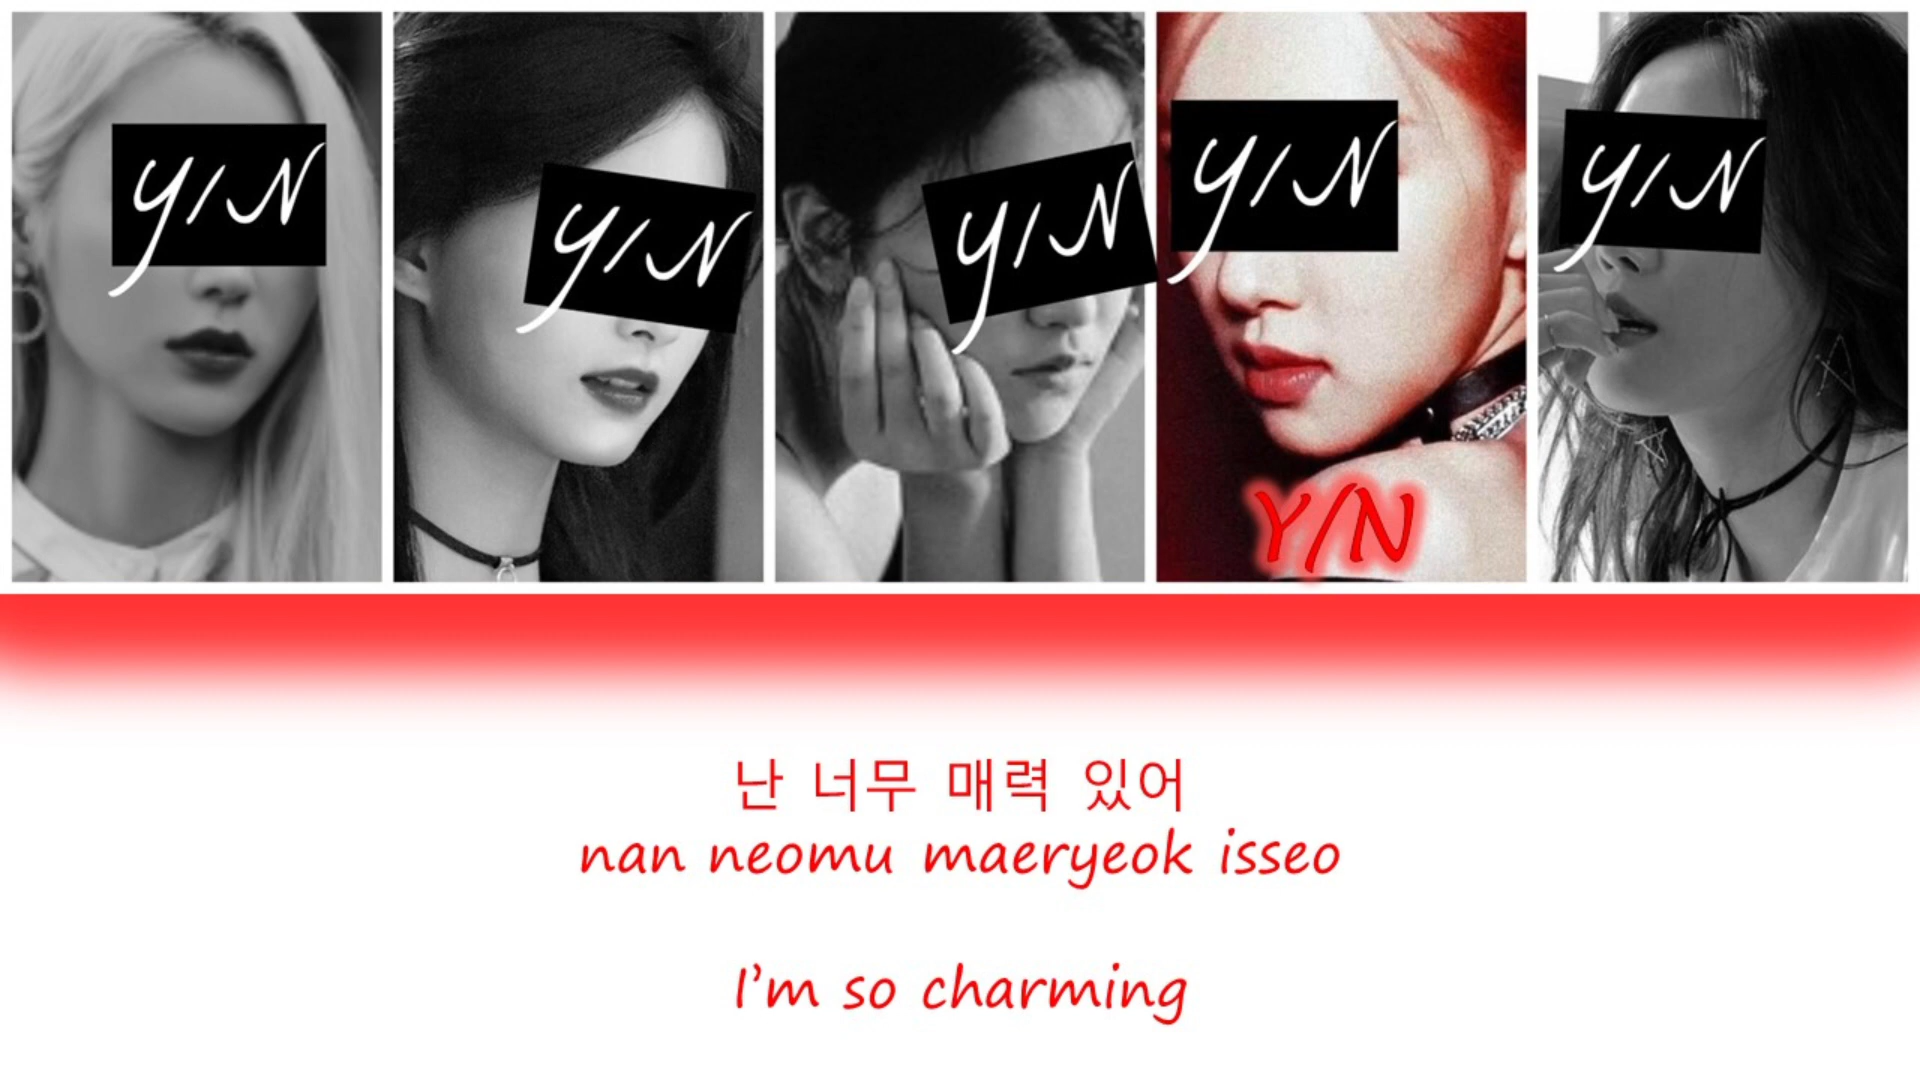 Y/N
Y/N
Y/N
Y/N
Y/N
Y/N
난 너무 매력 있어
nan neomu maeryeok isseo
I'm so charming